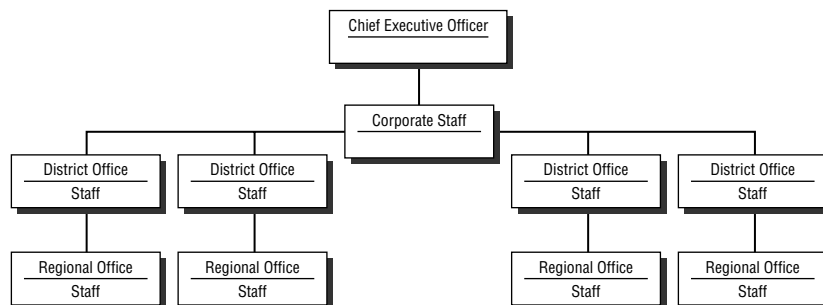 Chief Executive Officer
Corporate Staff
District Office
Staff
District Office
Staff
District Office
Staff
District Office
Staff
Regional Office
Staff
Regional Office
Staff
Regional Office
Staff
Regional Office
Staff